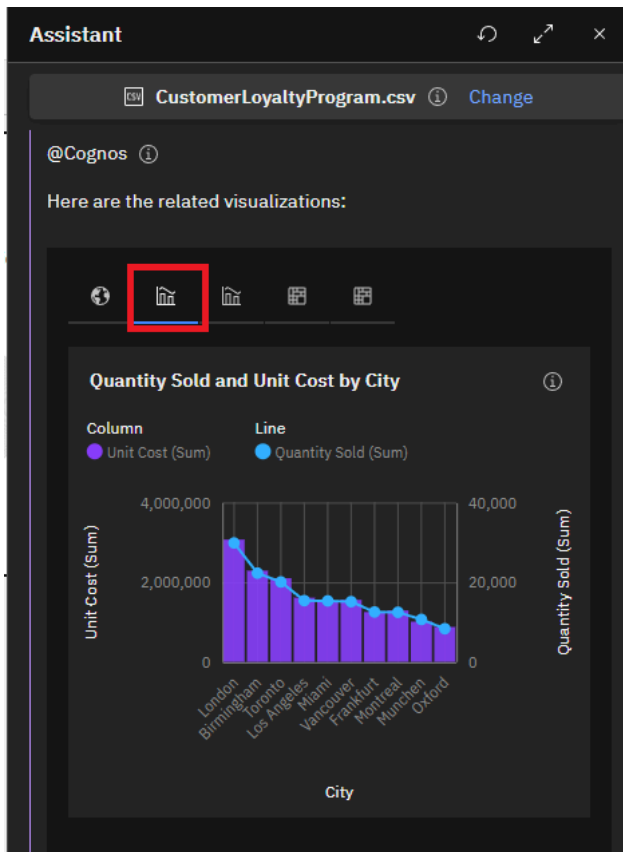 Assistant
CSV CustomerLoyaltyProgram.csv Change
@Cognos
Here are the related visualizations:
Quantity Sold and Unit Cost by City
Column Line
Unit Cost (Sum) Quantity Sold (Sum)
Unit Cost (Sum)
4,000,000
2,000,000
0
40,000
20,000
0
Quantity Sold (Sum)
London
Birmingham
Toronto
Los Angeles
Miami
Vancouver
Frankfurt
Montreal
Munchen
Oxford
City